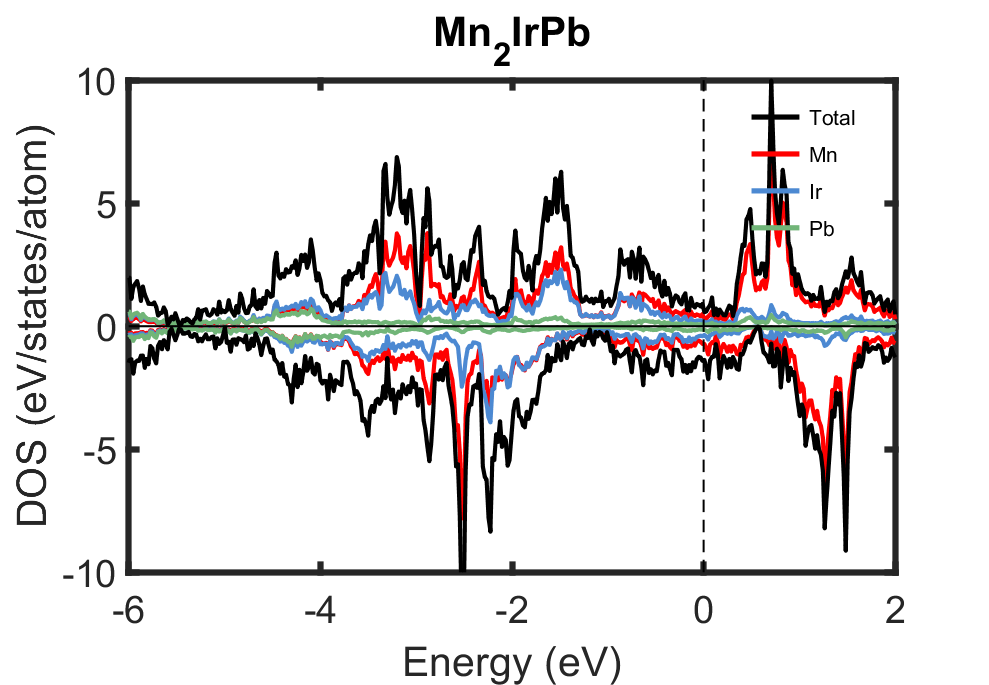 Mn2IrPb
10
5
0
-5
-10
DOS (eV/states/atom)
Total
Mn
Ir
Pb
-6
-4
-2
0
2
Energy (eV)